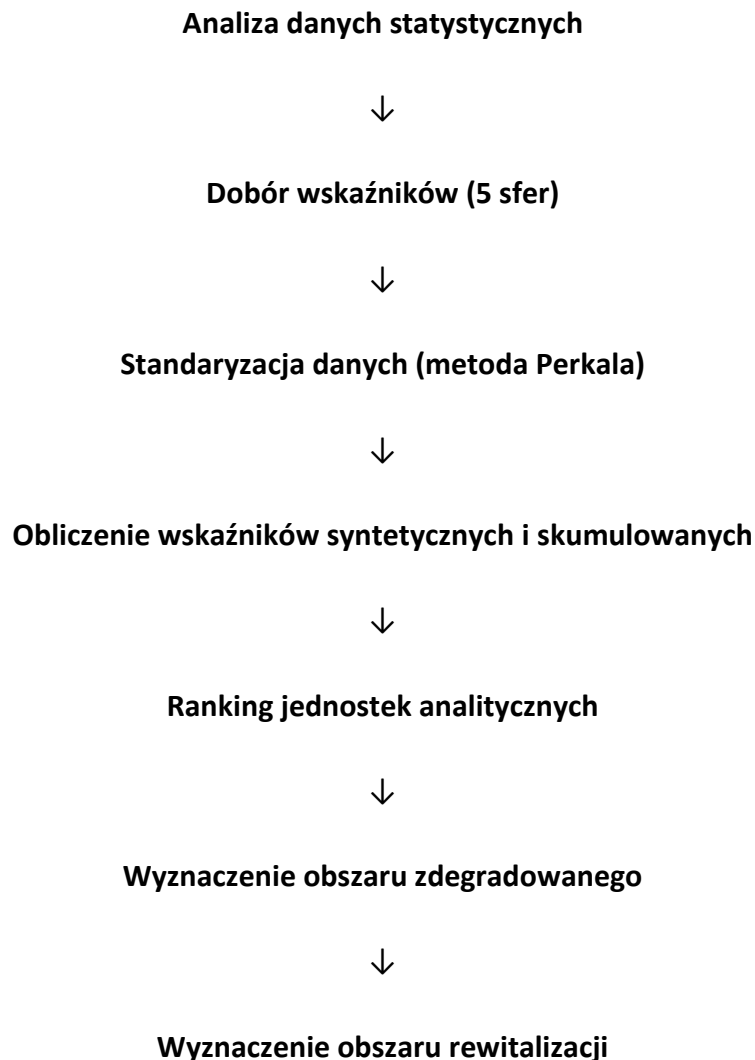 Analiza danych statystycznych
↓
Dobór wskaźników (5 sfer)
↓
Standaryzacja danych (metoda Perkala)
↓
Obliczenie wskaźników syntetycznych i skumulowanych
↓
Ranking jednostek analitycznych
↓
Wyznaczenie obszaru zdegradowanego
↓
Wyznaczenie obszaru rewitalizacji